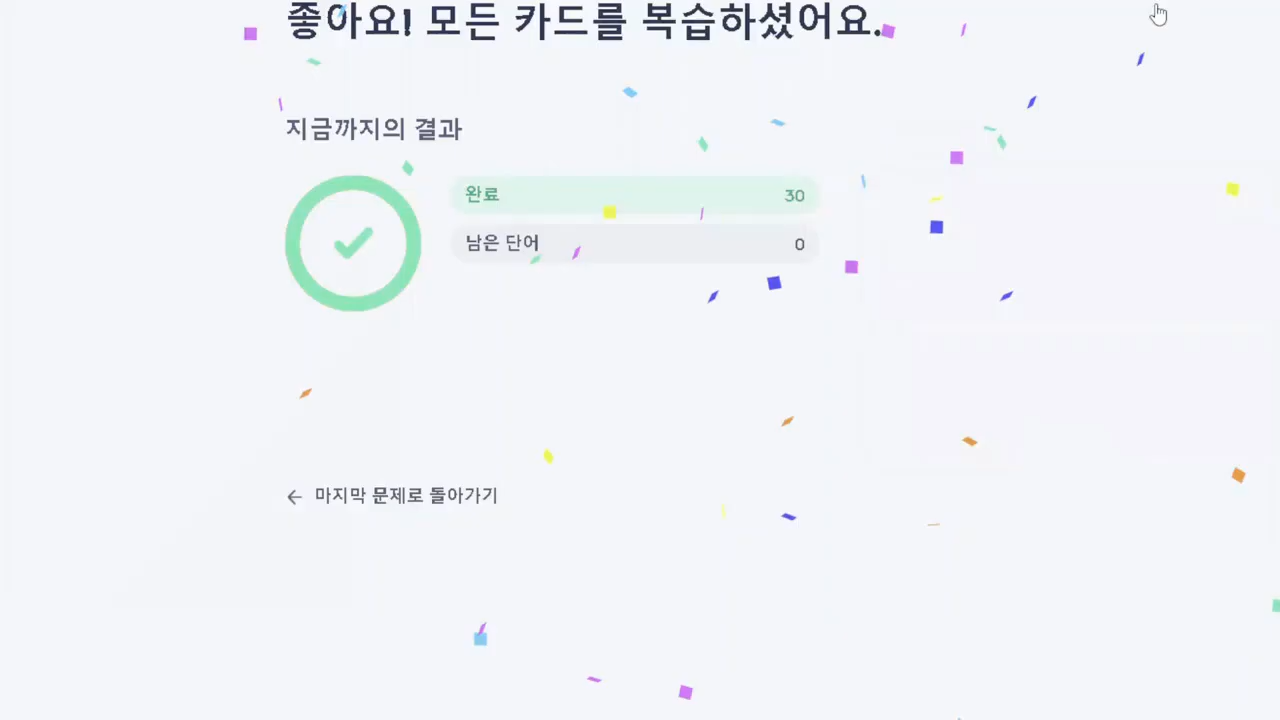 좋아요! 모든 카드를 복습하셨어요.
지금까지의 결과
완료 30
남은 단어 0
← 마지막 문제로 돌아가기